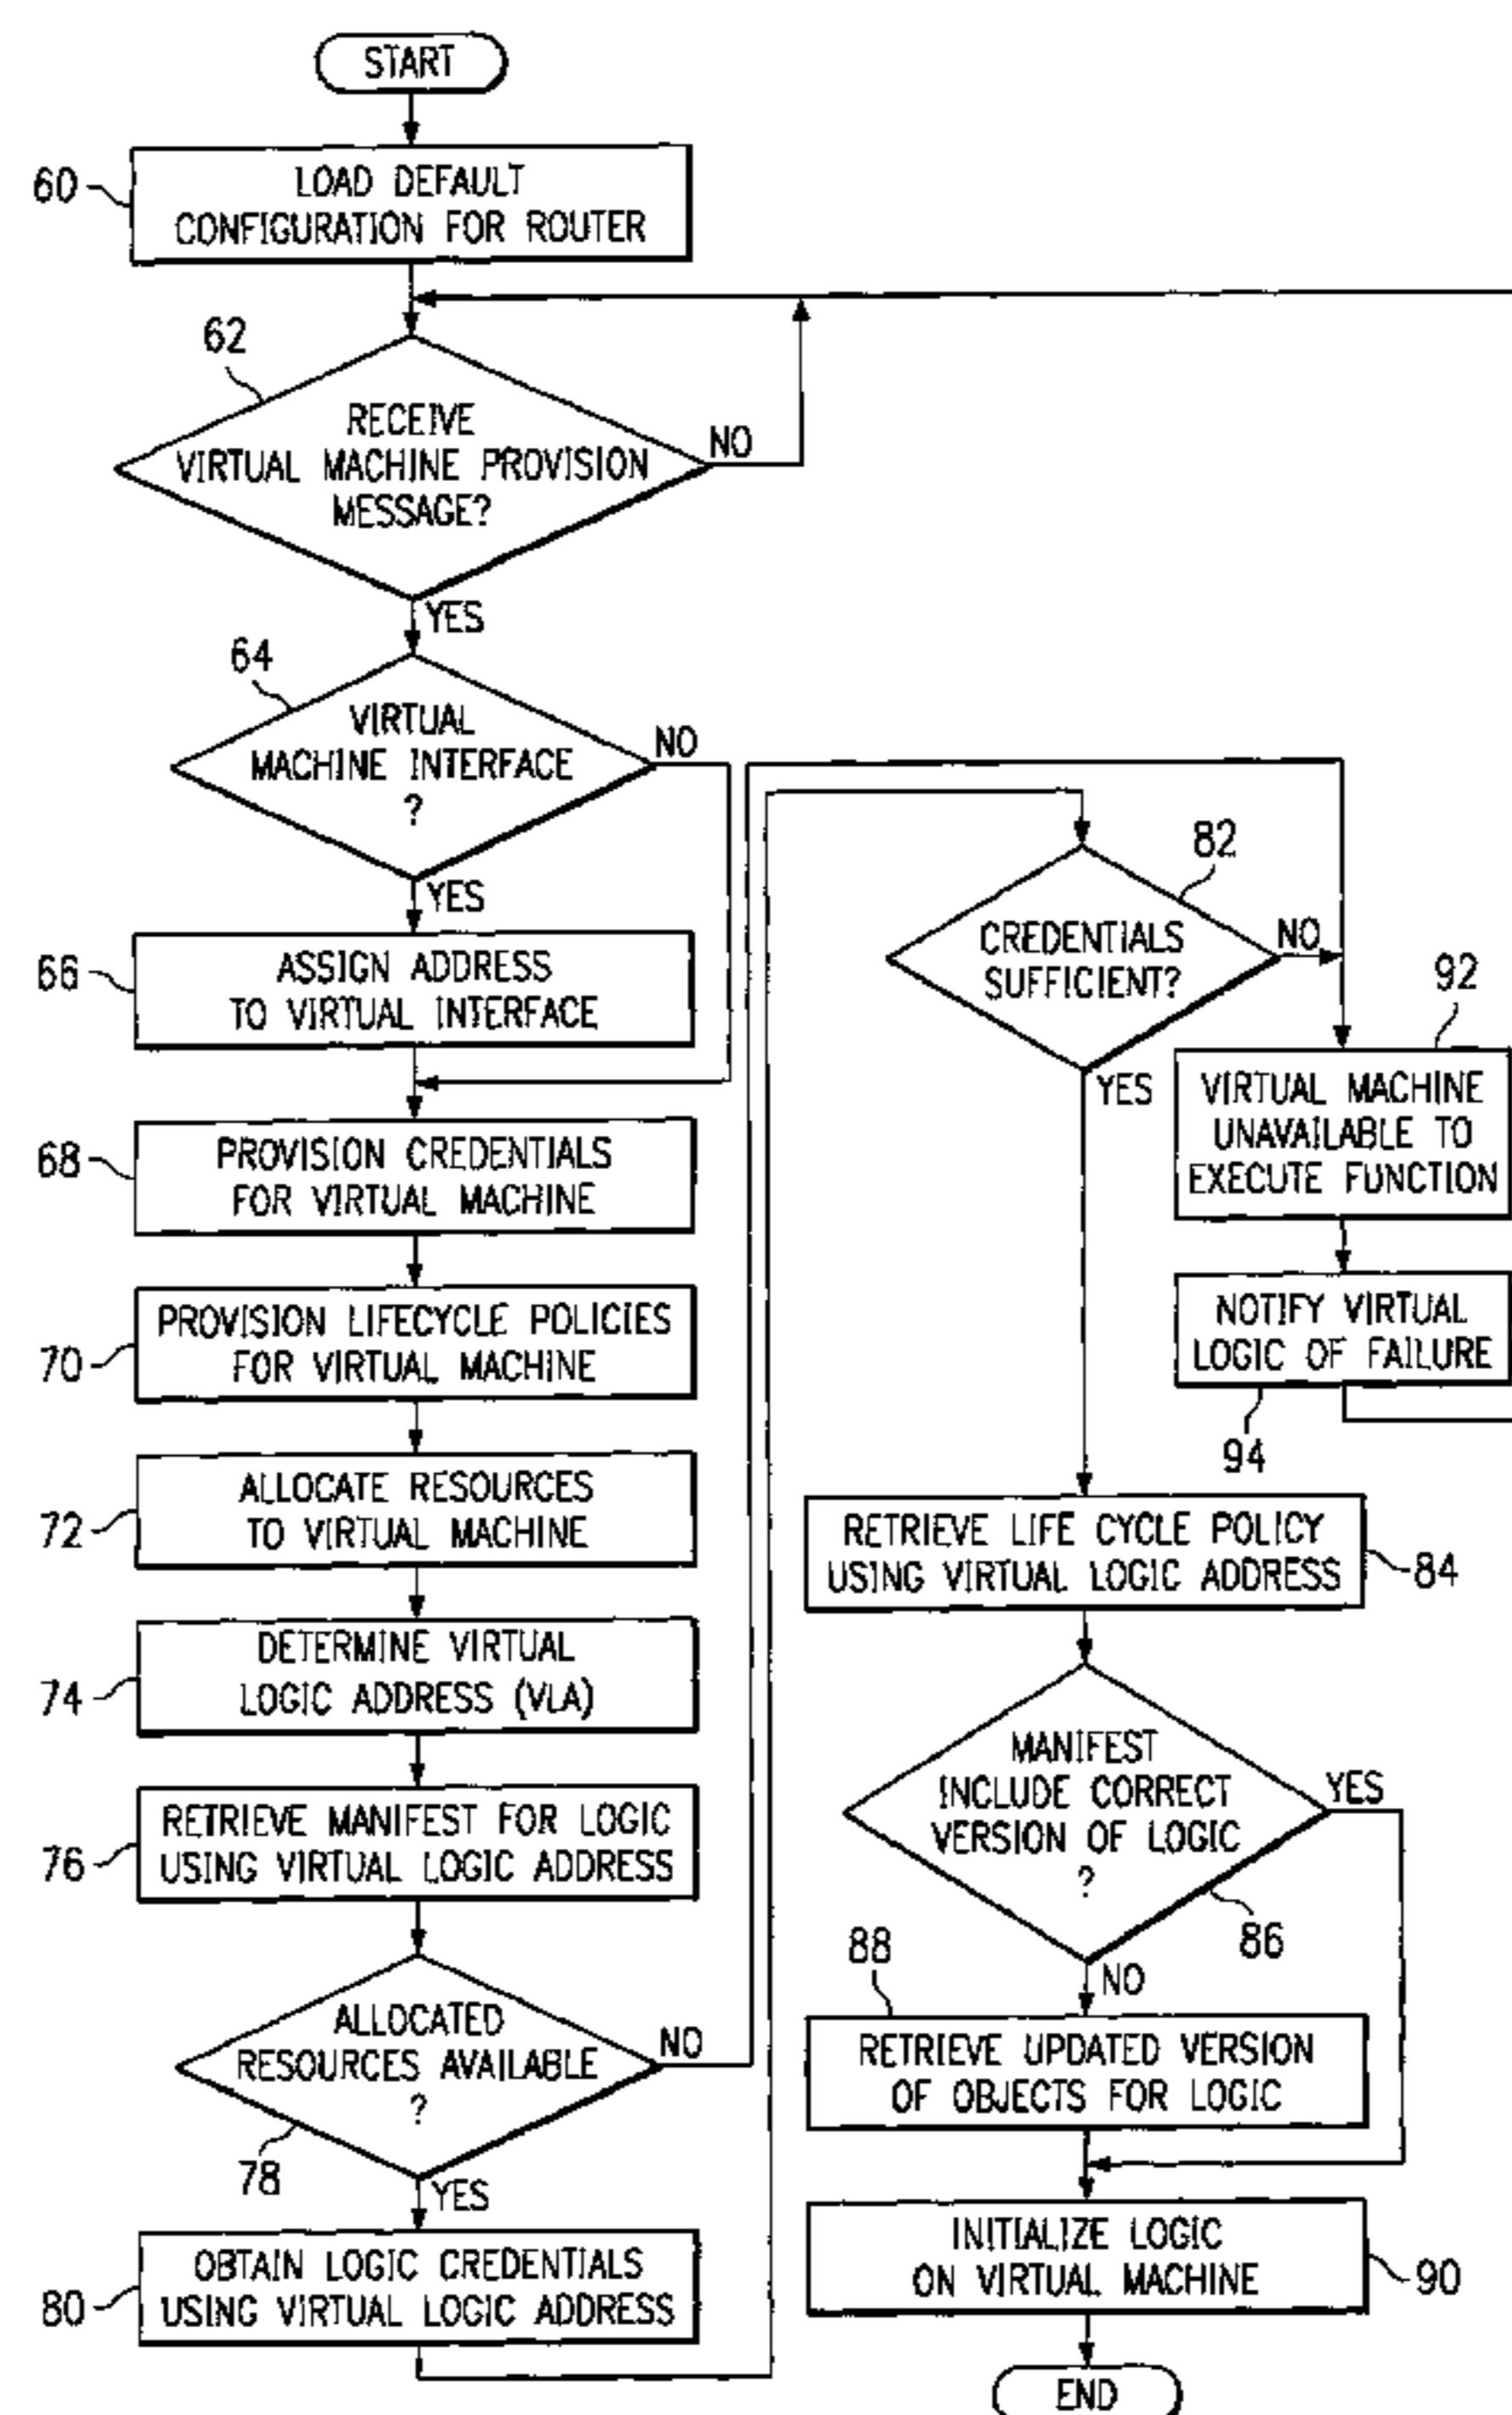 START
60
LOAD DEFAULT
CONFIGURATION FOR ROUTER
62
RECEIVE
VIRTUAL MACHINE PROVISION
MESSAGE?
NO
YES
64
VIRTUAL
MACHINE INTERFACE
?
NO
YES
66
ASSIGN ADDRESS
TO VIRTUAL INTERFACE
68
PROVISION CREDENTIALS
FOR VIRTUAL MACHINE
70
PROVISION LIFECYCLE POLICIES
FOR VIRTUAL MACHINE
72
ALLOCATE RESOURCES
TO VIRTUAL MACHINE
74
DETERMINE VIRTUAL
LOGIC ADDRESS (VLA)
76
RETRIEVE MANIFEST FOR LOGIC
USING VIRTUAL LOGIC ADDRESS
ALLOCATED
RESOURCES AVAILABLE
?
NO
78
YES
80
OBTAIN LOGIC CREDENTIALS
USING VIRTUAL LOGIC ADDRESS
82
CREDENTIALS
SUFFICIENT?
NO
YES
92
VIRTUAL MACHINE
UNAVAILABLE TO
EXECUTE FUNCTION
NOTIFY VIRTUAL
LOGIC OF FAILURE
94
RETRIEVE LIFE CYCLE POLICY
USING VIRTUAL LOGIC ADDRESS
84
MANIFEST
INCLUDE CORRECT
VERSION OF LOGIC
?
YES
86
NO
88
RETRIEVE UPDATED VERSION
OF OBJECTS FOR LOGIC
INITIALIZE LOGIC
ON VIRTUAL MACHINE
90
END